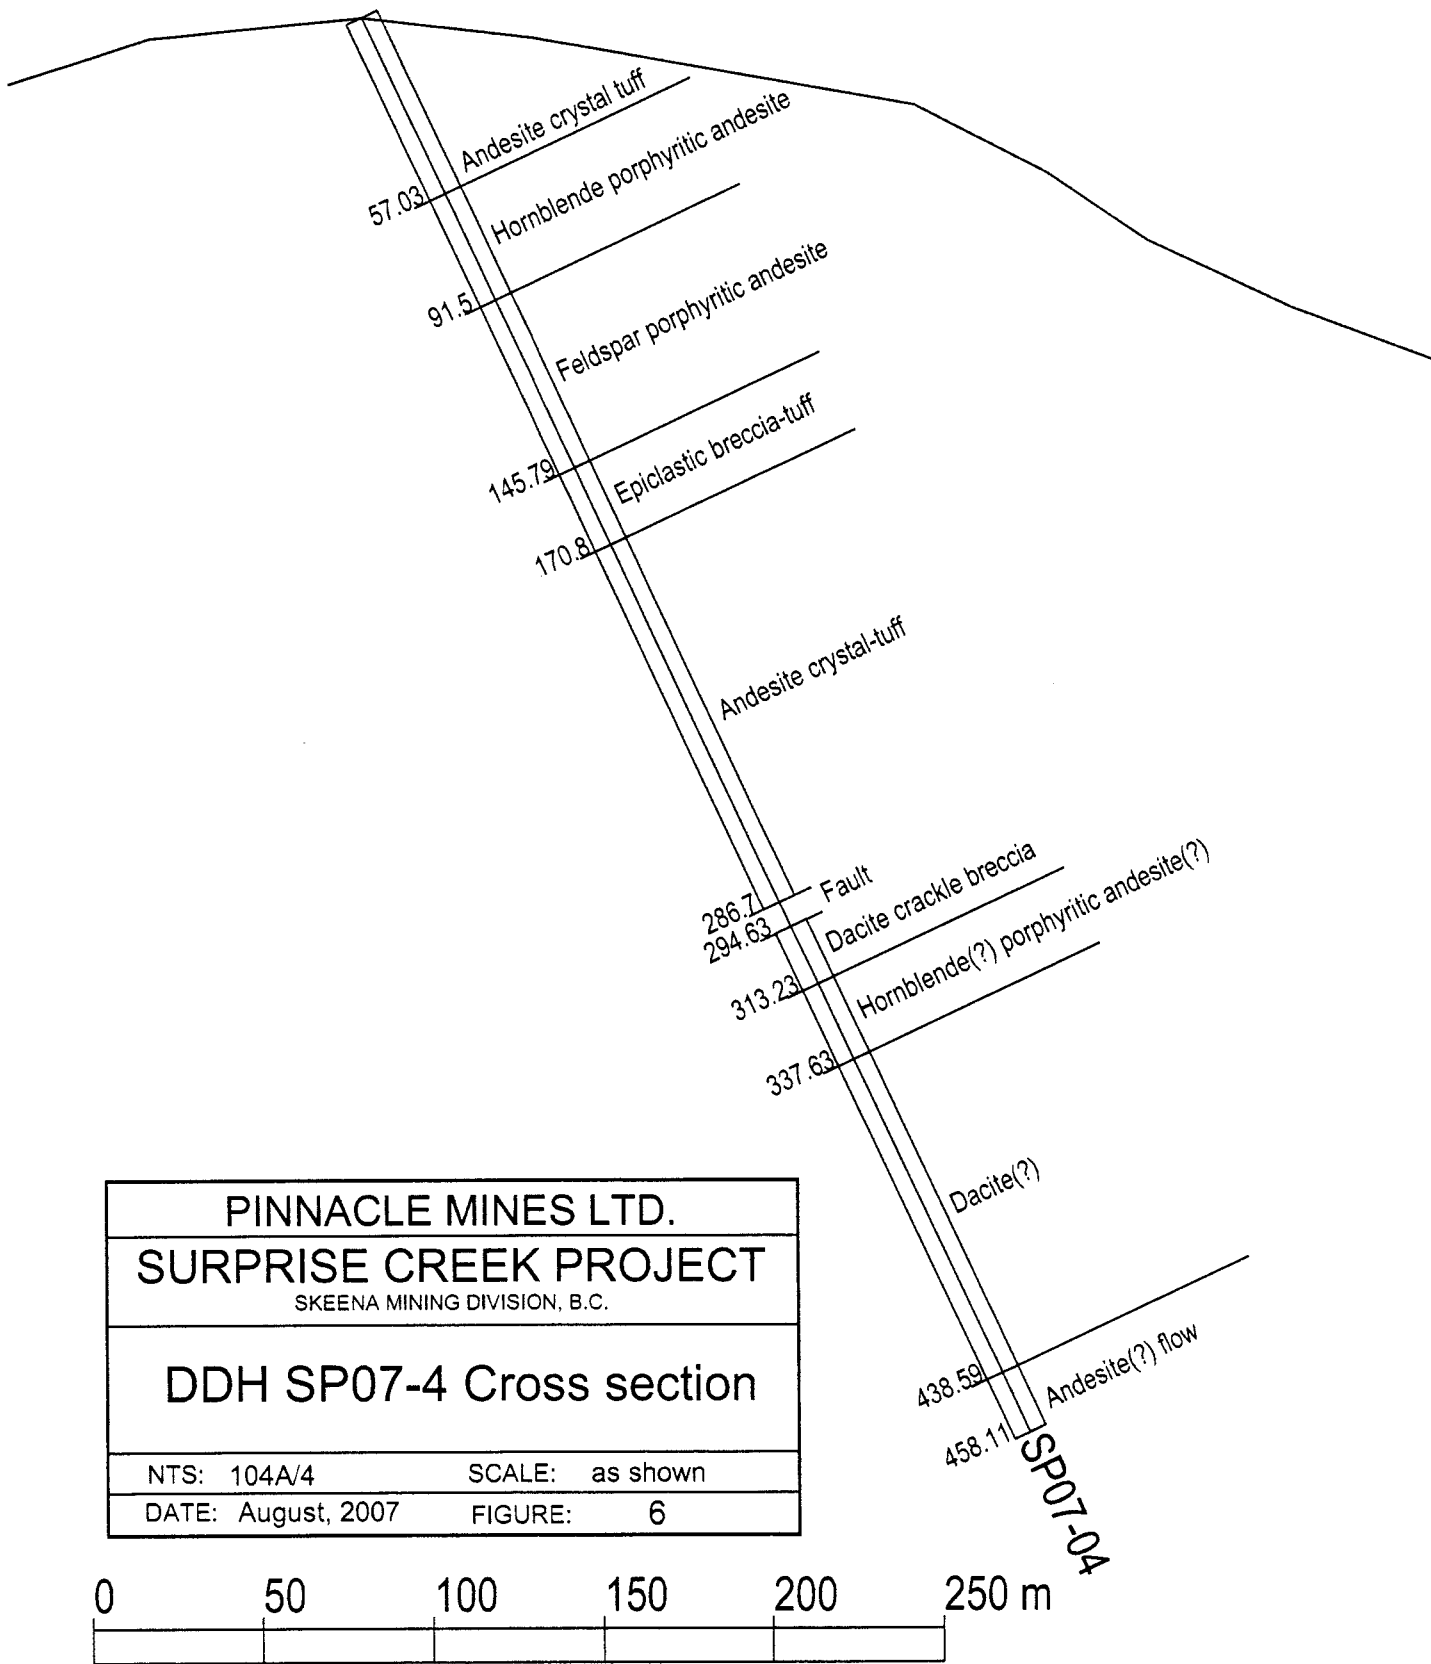 Andesite crystal tuff
57.03
Hornblende porphyritic andesite
91.5
Feldspar porphyritic andesite
145.79
Epiclastic breccia-tuff
170.8
Andesite crystal-tuff
286.7
Fault
294.63
Dacite crackle breccia
313.23
Hornblende(?) porphyritic andesite(?)
337.63
Dacite(?)
438.59
Andesite(?) flow
458.11
SP07-04
PINNACLE MINES LTD.
SURPRISE CREEK PROJECT
SKEENA MINING DIVISION, B.C.
DDH SP07-4 Cross section
NTS: 104A/4 SCALE: as shown
DATE: August, 2007 FIGURE: 6
0 50 100 150 200 250 m